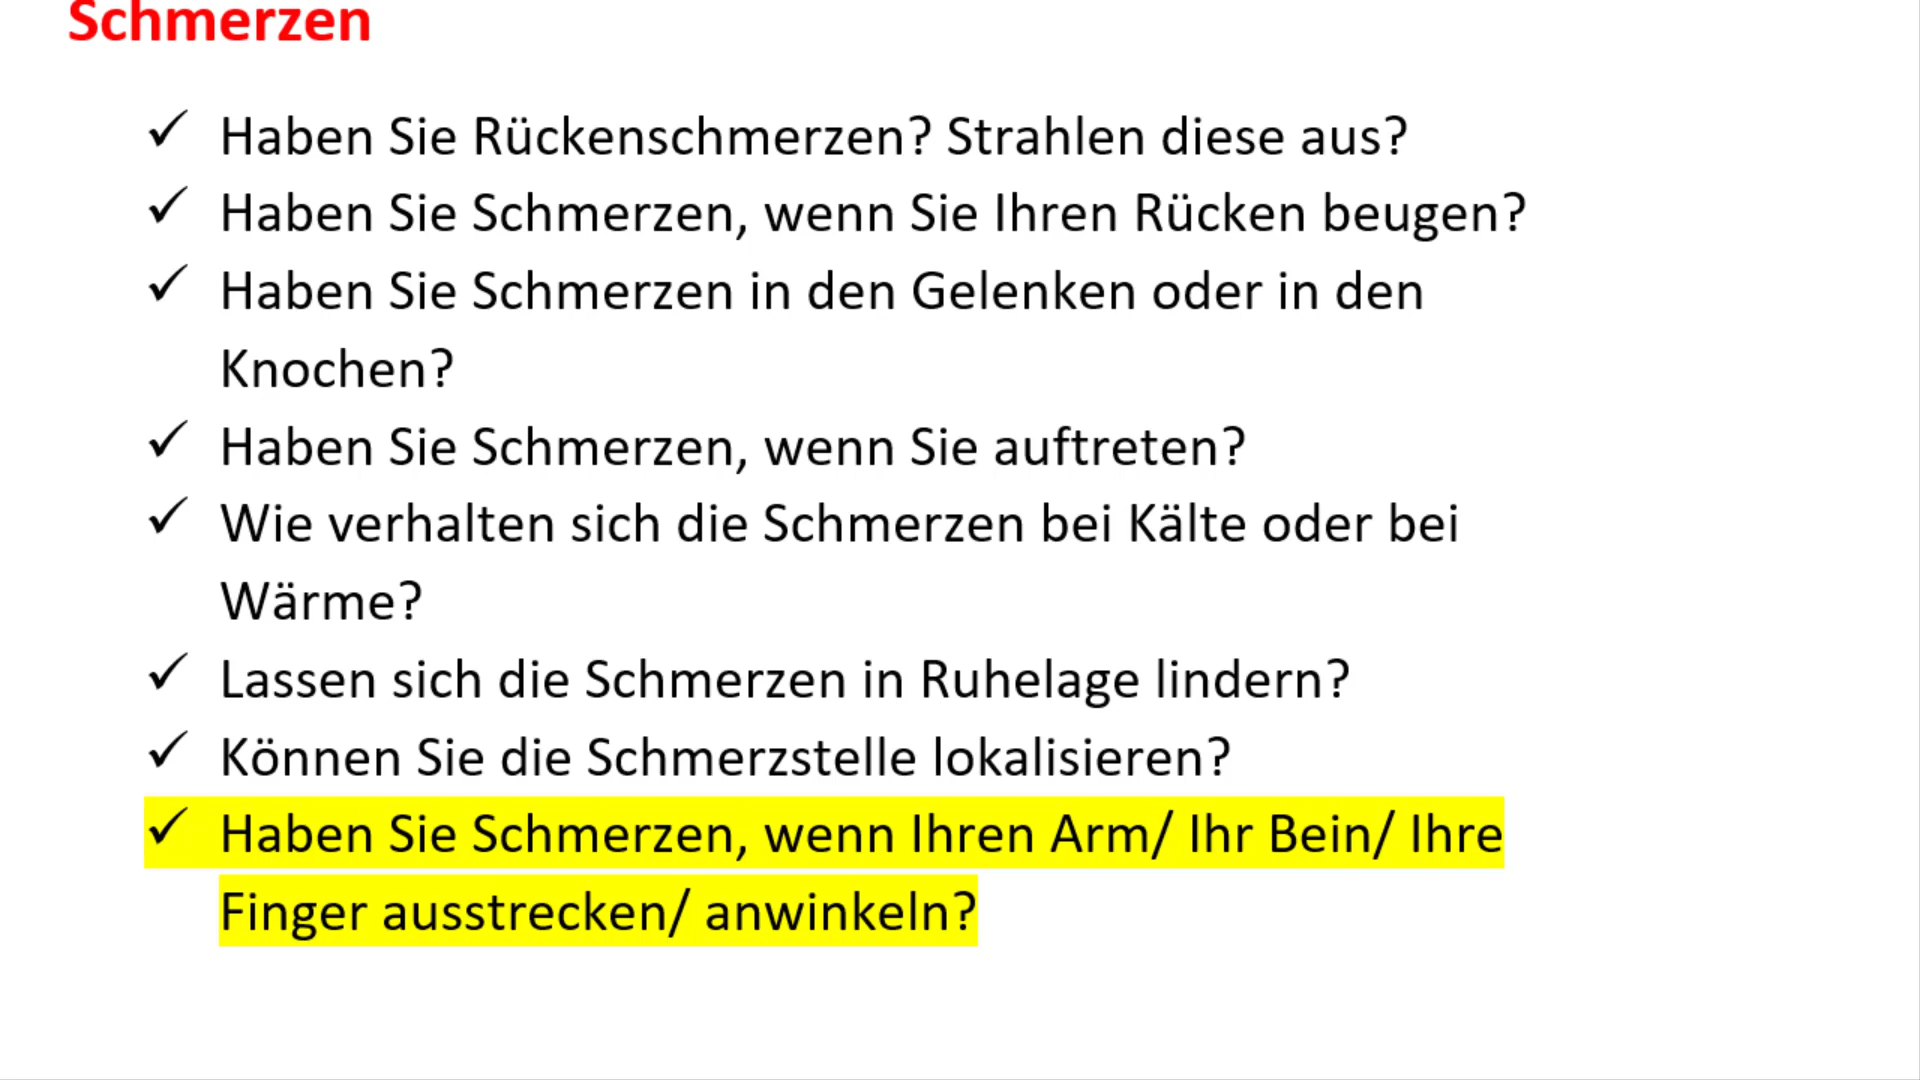 Schmerzen
✓ Haben Sie Rückenschmerzen? Strahlen diese aus?
✓ Haben Sie Schmerzen, wenn Sie Ihren Rücken beugen?
✓ Haben Sie Schmerzen in den Gelenken oder in den
Knochen?
✓ Haben Sie Schmerzen, wenn Sie auftreten?
✓ Wie verhalten sich die Schmerzen bei Kälte oder bei
Wärme?
✓ Lassen sich die Schmerzen in Ruhelage lindern?
✓ Können Sie die Schmerzstelle lokalisieren?
✓ Haben Sie Schmerzen, wenn Ihren Arm/ Ihr Bein/ Ihre
Finger ausstrecken/ anwinkeln?